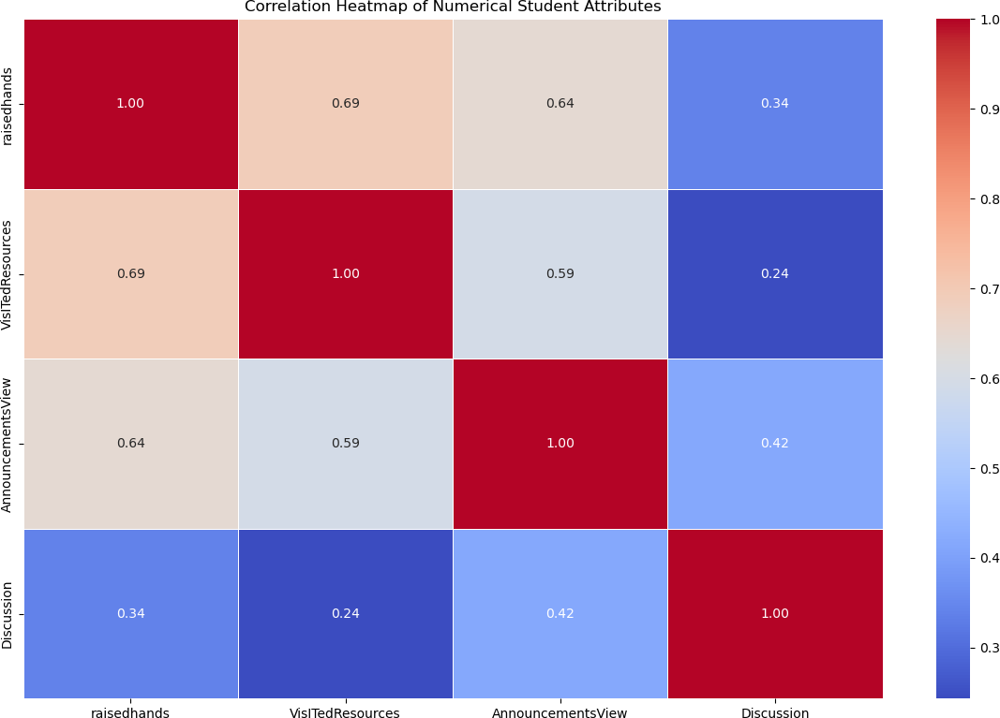 Correlation Heatmap of Numerical Student Attributes
raisedhands
1.00 0.69 0.64 0.34
VisITedResources
0.69 1.00 0.59 0.24
AnnouncementsView
0.64 0.59 1.00 0.42
Discussion
0.34 0.24 0.42 1.00
raisedhands VisITedResources AnnouncementsView Discussion
1.0
0.9
0.8
0.7
0.6
0.5
0.4
0.3